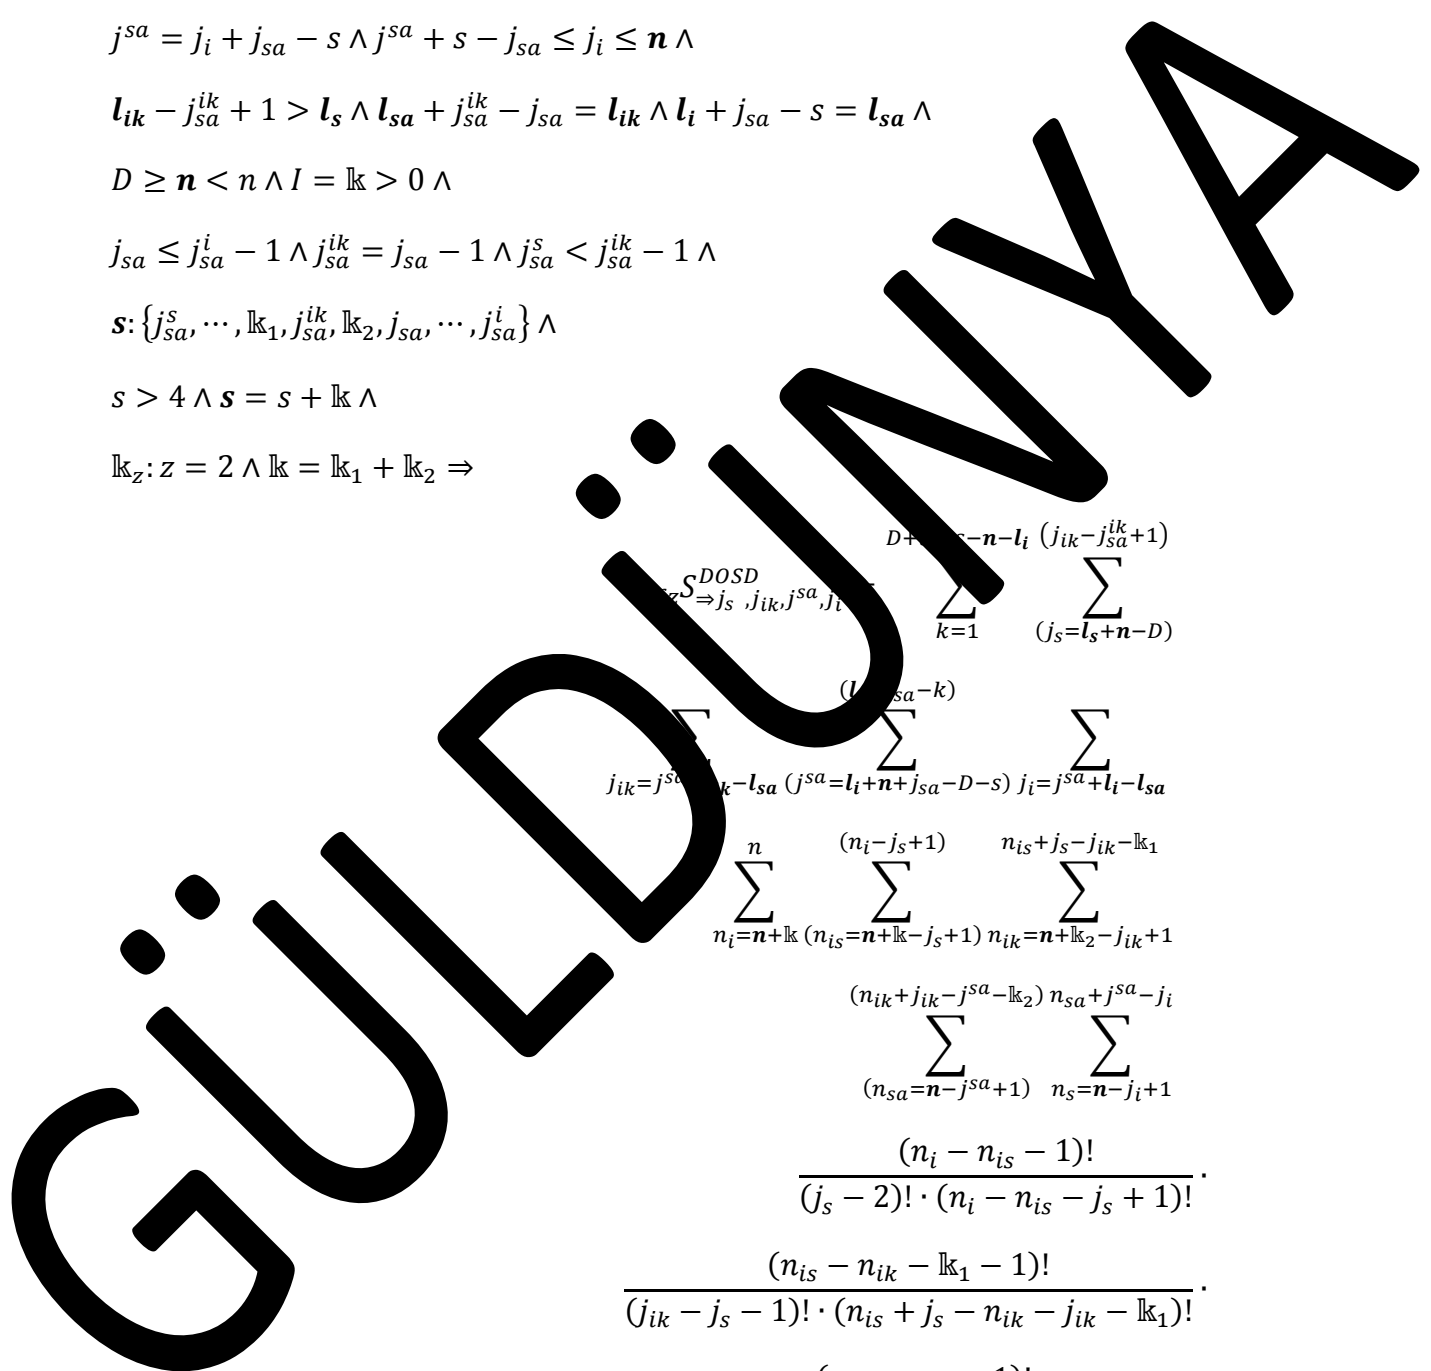 j^{sa} = j_i + j_{sa} − s ∧ j^{sa} + s − j_{sa} ≤ j_i ≤ 𝒏 ∧
𝒍_{𝒊𝒌} − j_{sa}^{ik} + 1 > 𝒍_𝒔 ∧ 𝒍_{𝒔𝒂} + j_{sa}^{ik} − j_{sa} = 𝒍_{𝒊𝒌} ∧ 𝒍_𝒊 + j_{sa} − s = 𝒍_{𝒔𝒂} ∧
D ≥ 𝒏 < n ∧ I = 𝕜 > 0 ∧
j_{sa} ≤ j_{sa}^{i} − 1 ∧ j_{sa}^{ik} = j_{sa} − 1 ∧ j_{sa}^{s} < j_{sa}^{ik} − 1 ∧
𝒔: {j_{sa}^{s}, ⋯ , 𝕜_1, j_{sa}^{ik}, 𝕜_2, j_{sa}, ⋯ , j_{sa}^{i}} ∧
s > 4 ∧ 𝒔 = s + 𝕜 ∧
𝕜_z: z = 2 ∧ 𝕜 = 𝕜_1 + 𝕜_2 ⇒
D+ s−𝒏−𝒍_𝒊 (j_{ik}−j_{sa}^{ik}+1)
S_{⇒j_s ,j_{ik},j^{sa},j_i}^{DOSD} ∑ ∑
k=1 (j_s=𝒍_𝒔+𝒏−D)
(𝒍 _{sa}−k)
∑ ∑ ∑
j_{ik}=j^{sa} −𝒍_{𝒔𝒂} (j^{sa}=𝒍_𝒊+𝒏+j_{sa}−D−s) j_i=j^{sa}+𝒍_𝒊−𝒍_{𝒔𝒂}
n (n_i−j_s+1) n_{is}+j_s−j_{ik}−𝕜_1
∑ ∑ ∑
n_i=𝒏+𝕜 (n_{is}=𝒏+𝕜−j_s+1) n_{ik}=𝒏+𝕜_2−j_{ik}+1
(n_{ik}+j_{ik}−j^{sa}−𝕜_2) n_{sa}+j^{sa}−j_i
∑ ∑
(n_{sa}=𝒏−j^{sa}+1) n_s=𝒏−j_i+1
(n_i − n_{is} − 1)!
(j_s − 2)! · (n_i − n_{is} − j_s + 1)! ·
(n_{is} − n_{ik} − 𝕜_1 − 1)!
(j_{ik} − j_s − 1)! · (n_{is} + j_s − n_{ik} − j_{ik} − 𝕜_1)! ·
GÜLDÜNYA